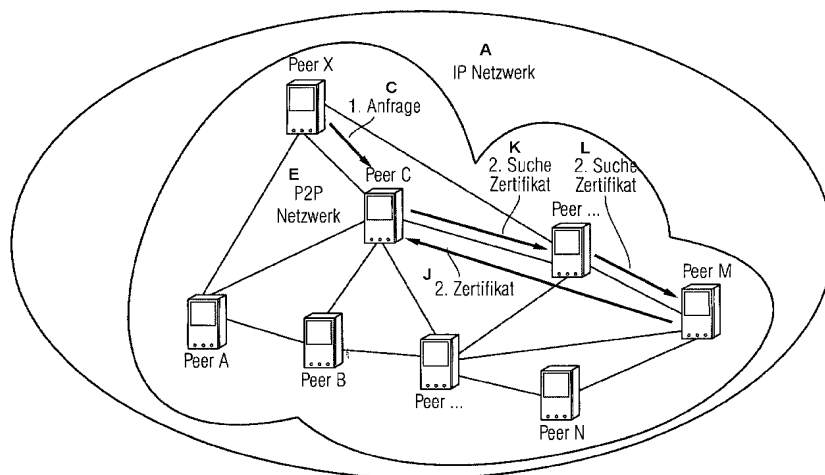 A
IP Netzwerk
Peer X
C
1. Anfrage
K
2. Suche
Zertifikat
L
2. Suche
Zertifikat
E
P2P
Netzwerk
Peer C
Peer ...
J
2. Zertifikat
Peer M
Peer A
Peer B
Peer ...
Peer N